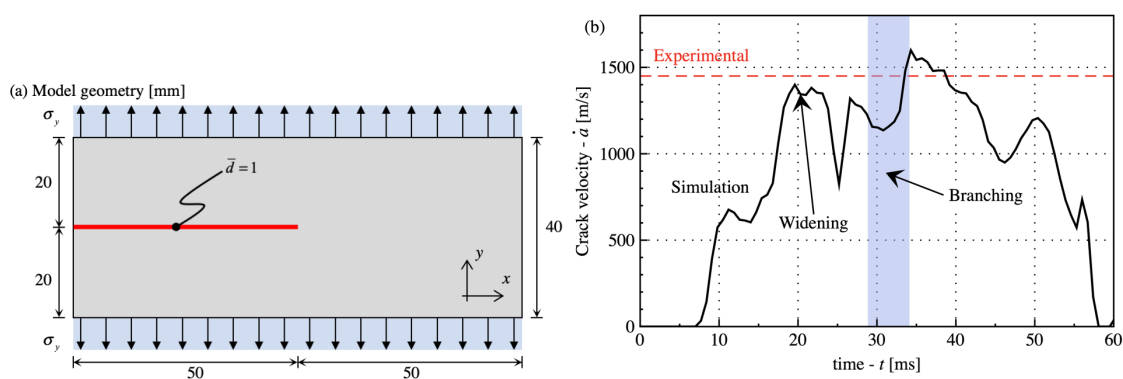 (a) Model geometry [mm]
σy
d̄ = 1
20
20
40
y
x
σy
50
50
(b)
Experimental
Simulation
Widening
Branching
Crack velocity - ȧ [m/s]
1500
1000
500
0
0 10 20 30 40 50 60
time - t [ms]